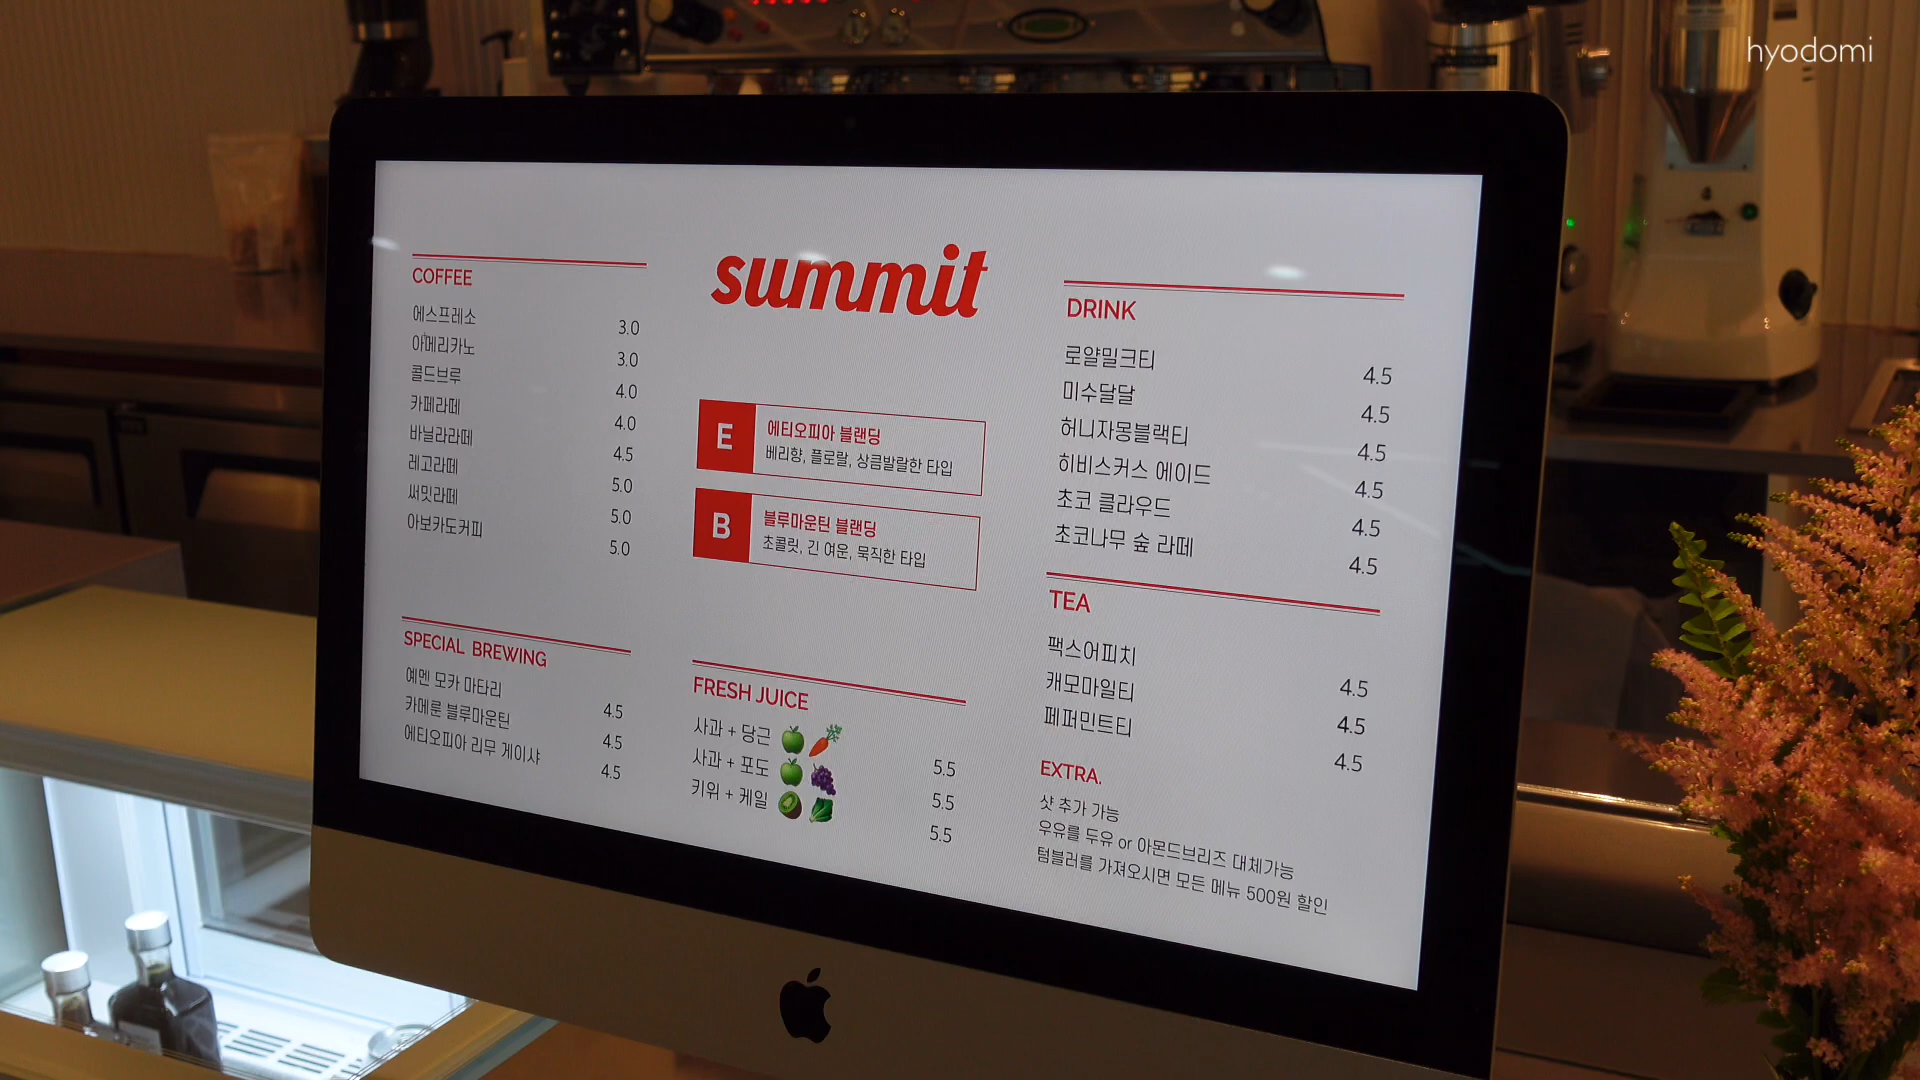 hyodomi
summit
COFFEE
에스프레소 3.0
아메리카노 3.0
콜드브루 4.0
카페라떼 4.0
바닐라라떼 4.5
레고라떼 5.0
써밋라떼 5.0
아보카도커피 5.0
SPECIAL BREWING
예멘 모카 마타리 4.5
카메룬 블루마운틴 4.5
에티오피아 리무 게이샤 4.5
E
에티오피아 블랜딩
베리향, 플로랄, 상큼발랄한 타입
B
블루마운틴 블랜딩
초콜릿, 긴 여운, 묵직한 타입
FRESH JUICE
사과 + 당근 5.5
사과 + 포도 5.5
키위 + 케일 5.5
DRINK
로얄밀크티 4.5
미수달달 4.5
허니자몽블랙티 4.5
히비스커스 에이드 4.5
초코 클라우드 4.5
초코나무 숲 라떼 4.5
TEA
팩스어피치 4.5
캐모마일티 4.5
페퍼민트티 4.5
EXTRA.
샷 추가 가능
우유를 두유 or 아몬드브리즈 대체가능
텀블러를 가져오시면 모든 메뉴 500원 할인